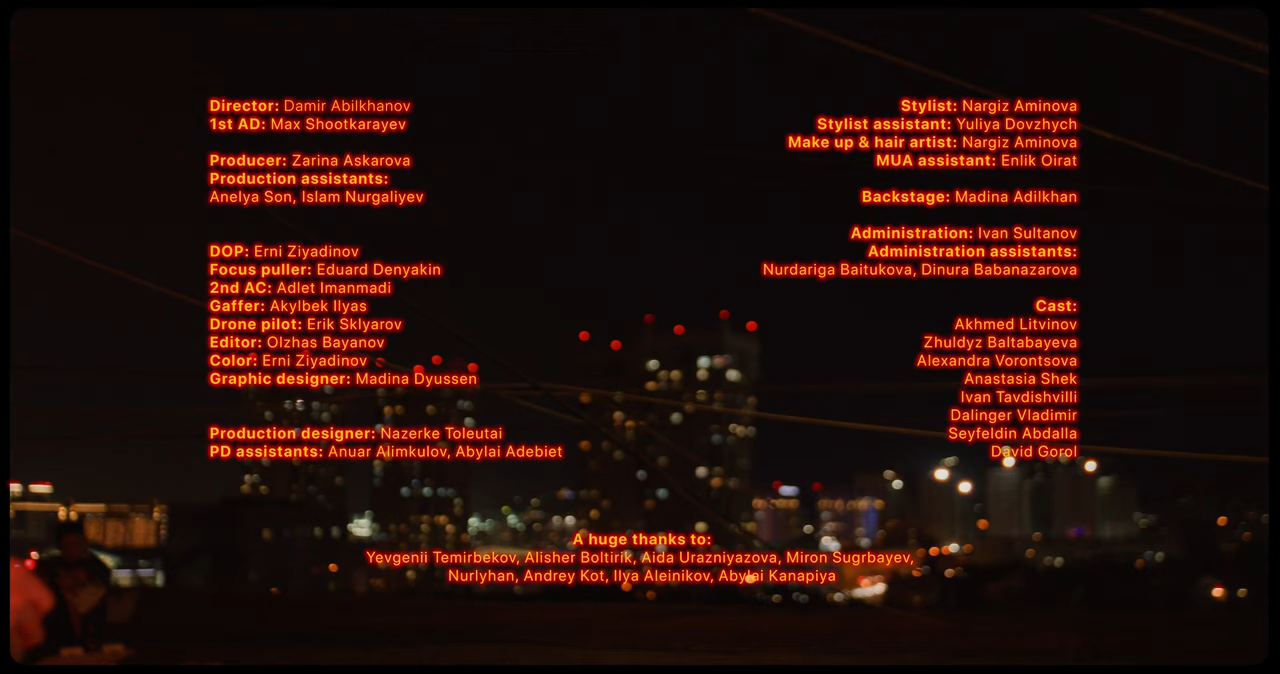 Director: Damir Abilkhanov
1st AD: Max Shootkarayev
Producer: Zarina Askarova
Production assistants:
Anelya Son, Islam Nurgaliyev
DOP: Erni Ziyadinov
Focus puller: Eduard Denyakin
2nd AC: Adlet Imanmadi
Gaffer: Akylbek Ilyas
Drone pilot: Erik Sklyarov
Editor: Olzhas Bayanov
Color: Erni Ziyadinov
Graphic designer: Madina Dyussen
Production designer: Nazerke Toleutai
PD assistants: Anuar Alimkulov, Abylai Adebiet
Stylist: Nargiz Aminova
Stylist assistant: Yuliya Dovzhych
Make up & hair artist: Nargiz Aminova
MUA assistant: Enlik Oirat
Backstage: Madina Adilkhan
Administration: Ivan Sultanov
Administration assistants:
Nurdariga Baitukova, Dinura Babanazarova
Cast:
Akhmed Litvinov
Zhuldyz Baltabayeva
Alexandra Vorontsova
Anastasia Shek
Ivan Tavdishvilli
Dalinger Vladimir
Seyfeldin Abdalla
David Gorol
A huge thanks to:
Yevgenii Temirbekov, Alisher Boltirik, Aida Urazniyazova, Miron Sugrbayev,
Nurlyhan, Andrey Kot, Ilya Aleinikov, Abylai Kanapiya